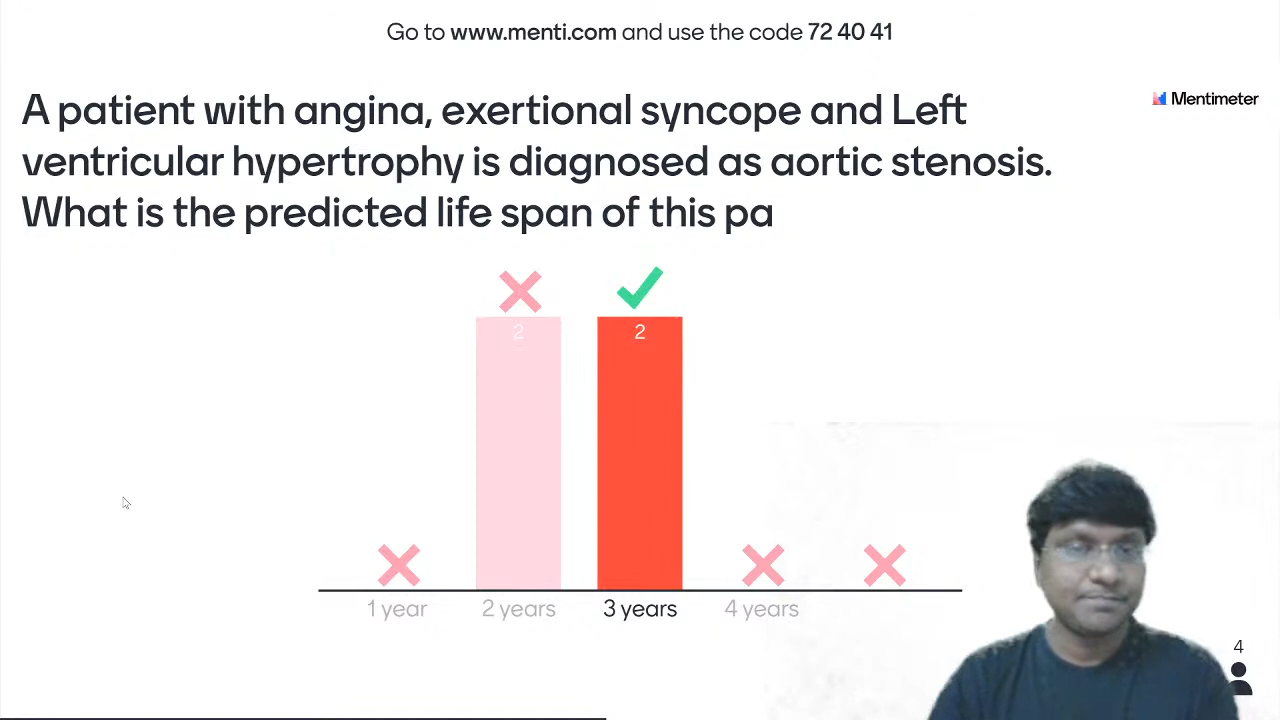 Go to www.menti.com and use the code 72 40 41
Mentimeter
A patient with angina, exertional syncope and Left
ventricular hypertrophy is diagnosed as aortic stenosis.
What is the predicted life span of this pa
2
2
1 year
2 years
3 years
4 years
4